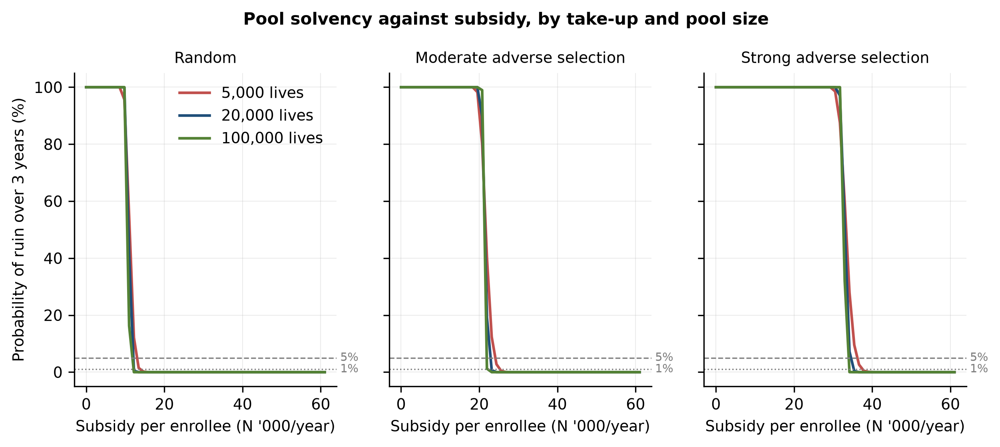 Pool solvency against subsidy, by take-up and pool size
Random
Moderate adverse selection
Strong adverse selection
Probability of ruin over 3 years (%)
100
80
60
40
20
0
5,000 lives
20,000 lives
100,000 lives
5%
1%
5%
1%
5%
1%
0 20 40 60
0 20 40 60
0 20 40 60
Subsidy per enrollee (N '000/year)
Subsidy per enrollee (N '000/year)
Subsidy per enrollee (N '000/year)